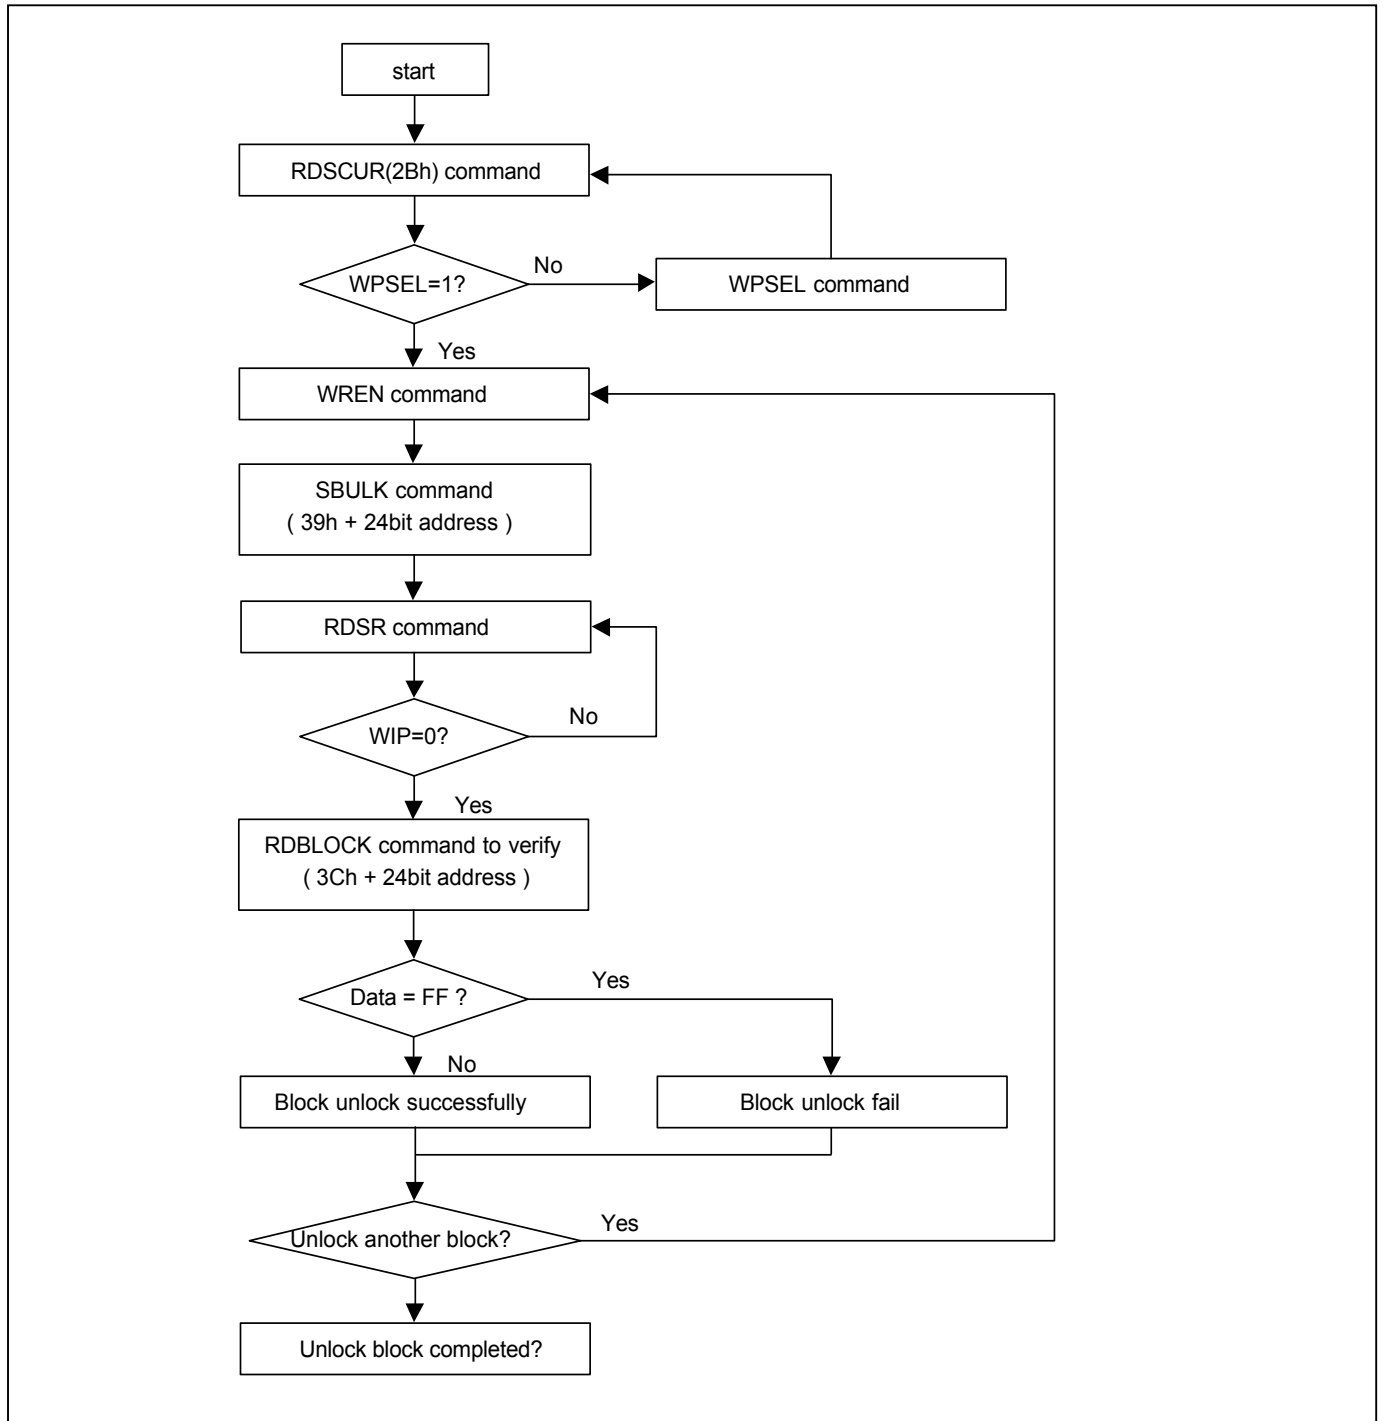 start
RDSCUR(2Bh) command
WPSEL=1?
No
WPSEL command
Yes
WREN command
SBULK command
( 39h + 24bit address )
RDSR command
WIP=0?
No
Yes
RDBLOCK command to verify
( 3Ch + 24bit address )
Data = FF ?
Yes
No
Block unlock successfully
Block unlock fail
Unlock another block?
Yes
Unlock block completed?